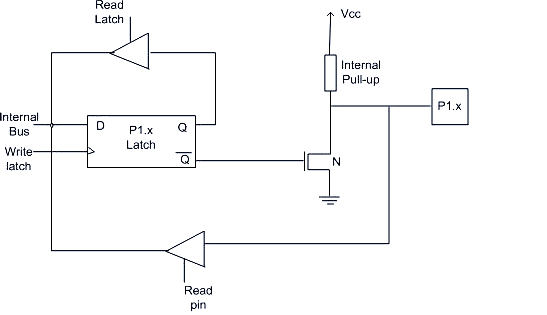 Read
Latch
Vcc
Internal
Pull-up
P1.x
Internal
Bus
D
P1.x
Latch
Q
Write
latch
Q
N
Read
pin